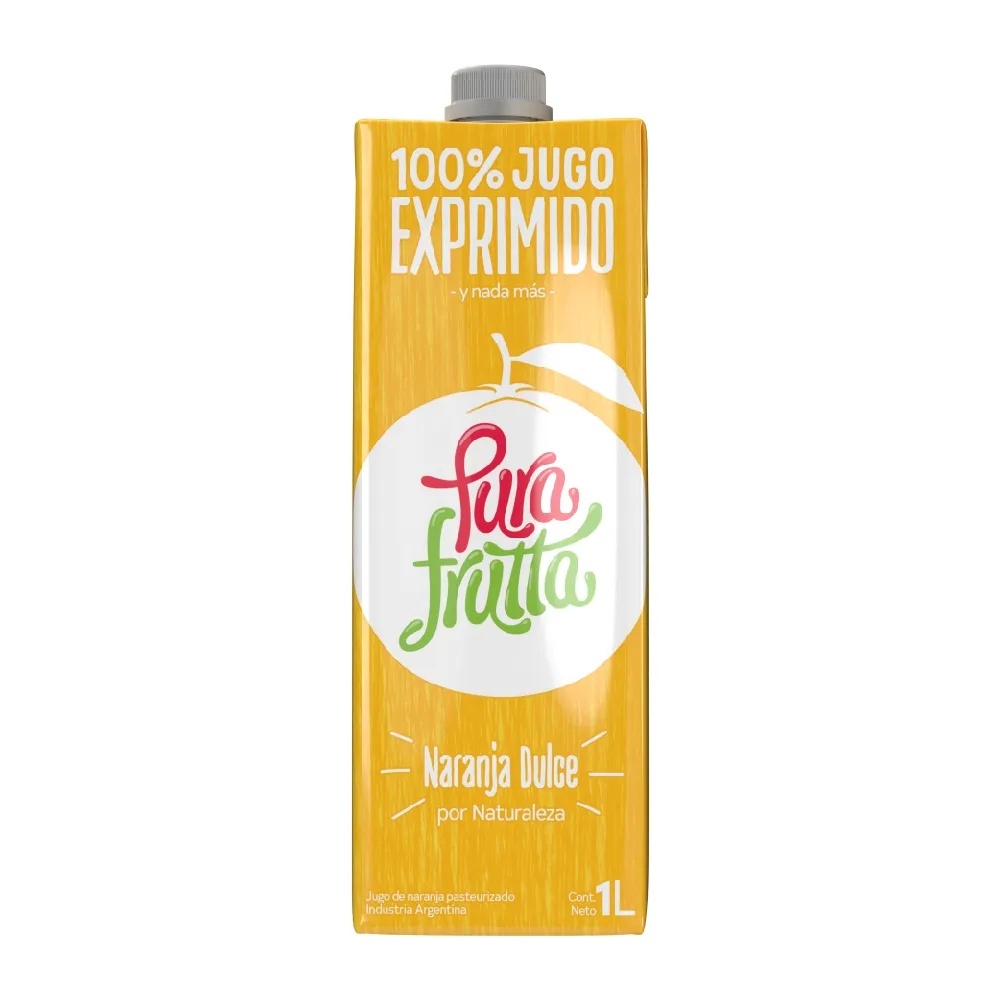 100% JUGO
EXPRIMIDO
- y nada más -
Pura
frutta
Naranja Dulce
por Naturaleza
Jugo de naranja pasteurizado
Industria Argentina
Cont.
Neto 1L